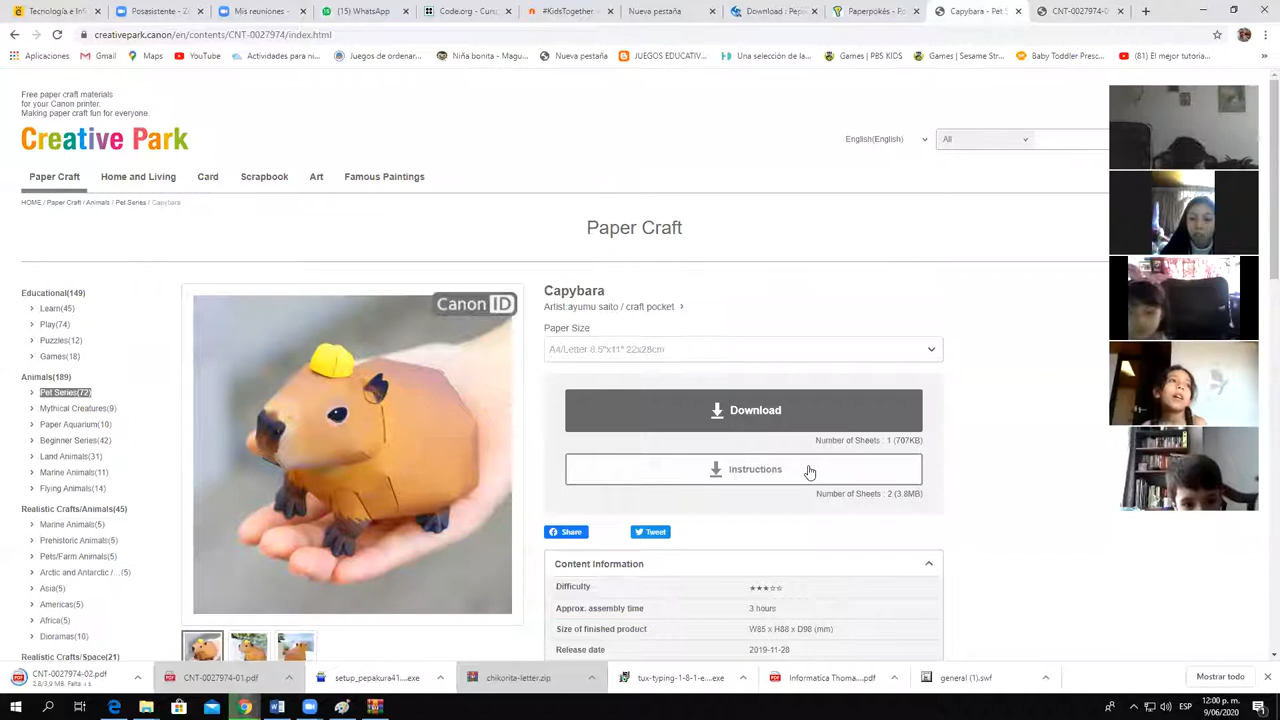 Tecnología e Info
Posasistente - Z
Mis reuniones -
(15) WhatsApp
Code.org - Curso
#KidsTogether
Nueva pestaña
Download : Pepa
Paperpokés - Po
Capybara - Pet S
CNT-0027974-0
creativepark.canon/en/contents/CNT-0027974/index.html
Aplicaciones
Gmail
Maps
YouTube
Actividades para ni...
Juegos de ordenar...
Niña bonita - Magu...
Nueva pestaña
JUEGOS EDUCATIV...
Una selección de la...
Games | PBS KIDS
Games | Sesame Str...
Baby Toddler Presc...
(81) El mejor tutoria...
Free paper craft materials
for your Canon printer.
Making paper craft fun for everyone.
Creative Park
English(English)
All
Paper Craft
Home and Living
Card
Scrapbook
Art
Famous Paintings
HOME / Paper Craft / Animals / Pet Series / Capybara
Paper Craft
Educational(149)
Learn(45)
Play(74)
Puzzles(12)
Games(18)
Animals(189)
Pet Series(72)
Mythical Creatures(9)
Paper Aquarium(10)
Beginner Series(42)
Land Animals(31)
Marine Animals(11)
Flying Animals(14)
Realistic Crafts/Animals(45)
Marine Animals(5)
Prehistoric Animals(5)
Pets/Farm Animals(5)
Arctic and Antarctic /...(5)
Asia(5)
Americas(5)
Africa(5)
Dioramas(10)
Realistic Crafts/Space(21)
Canon ID
Capybara
Artist:ayumu saito / craft pocket
Paper Size
A4/Letter 8.5"x11" 22x28cm
Download
Number of Sheets : 1 (707KB)
Instructions
Number of Sheets : 2 (3.8MB)
Share
Tweet
Content Information
Difficulty ★★★☆☆
Approx. assembly time 3 hours
Size of finished product W85 x H88 x D98 (mm)
Release date 2019-11-28
CNT-0027974-02.pdf
2,8/3,9 MB, Falta 1 s.
CNT-0027974-01.pdf
setup_pepakura41...exe
chikorita-letter.zip
tux-typing-1-8-1-e...exe
Informatica Thoma...pdf
general (1).swf
Mostrar todo
ESP
12:00 p. m.
9/06/2020